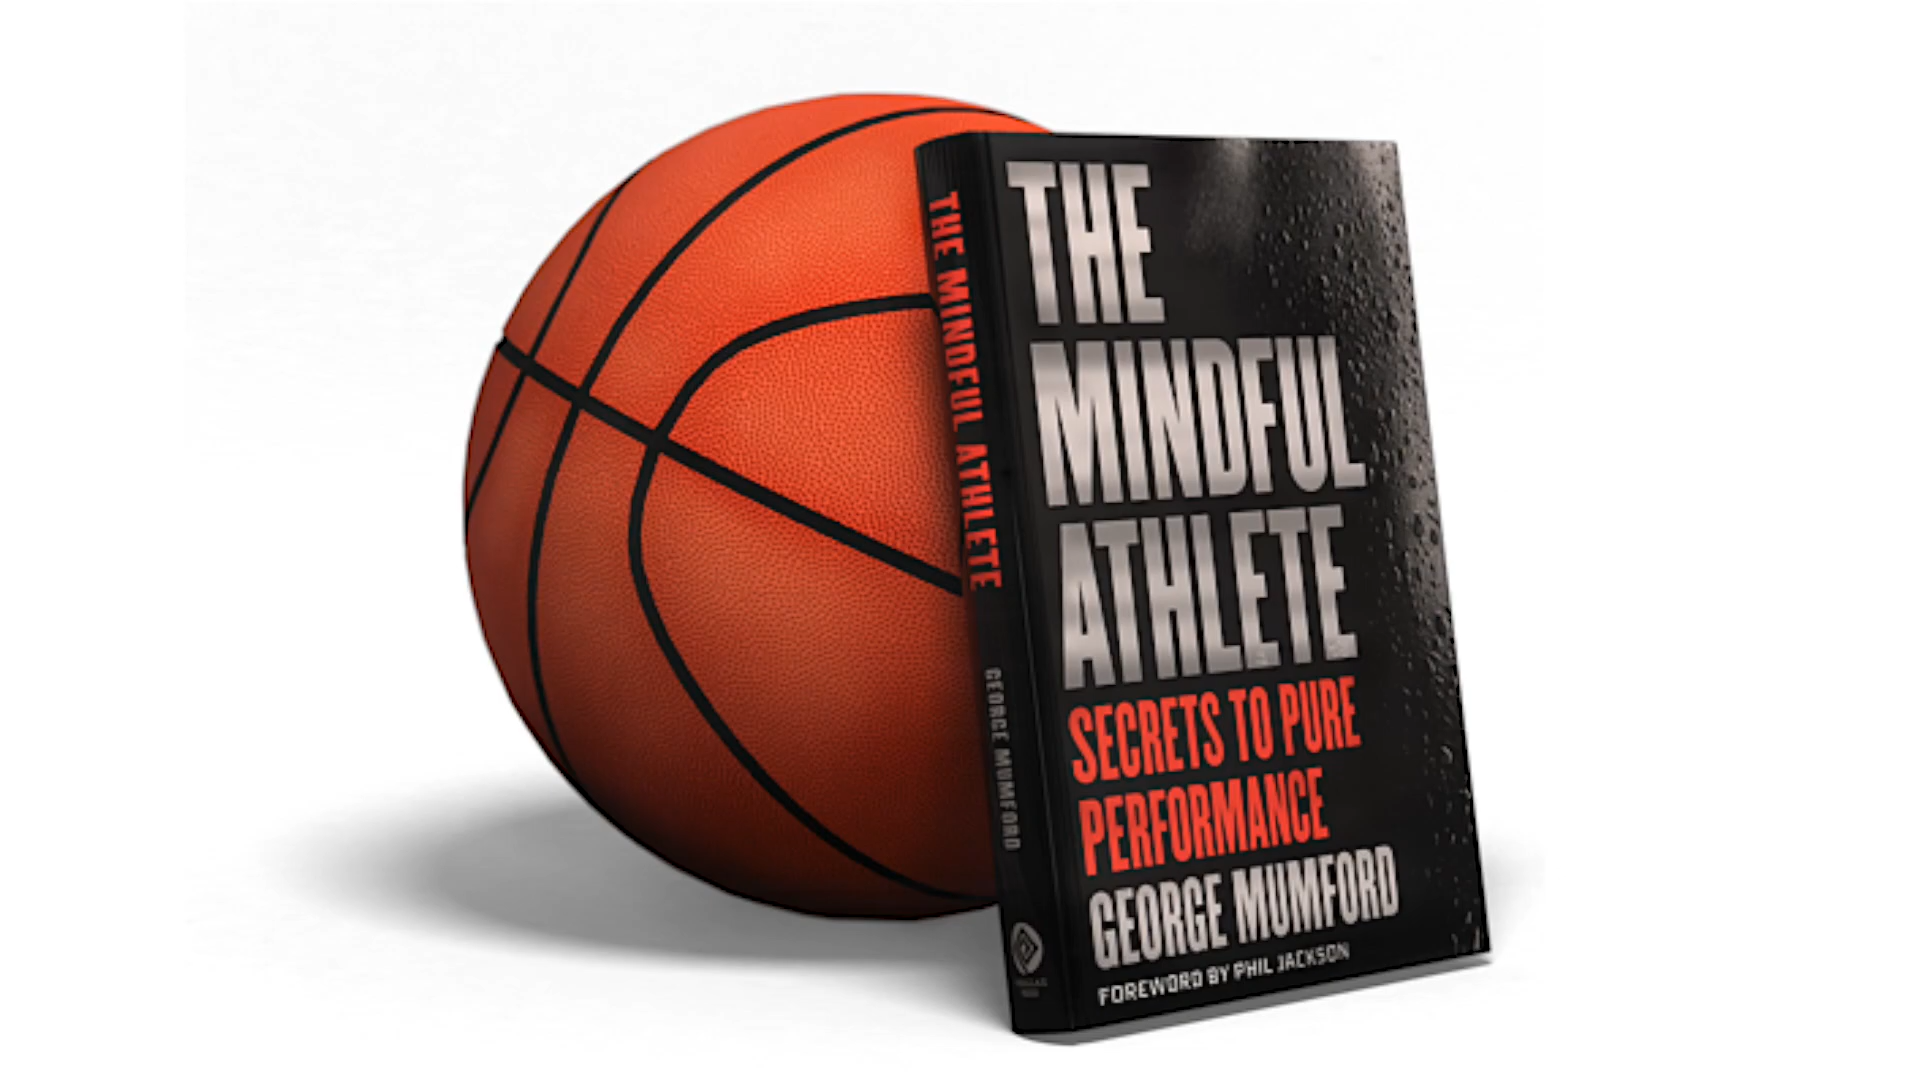 THE MINDFUL ATHLETE
GEORGE MUMFORD
THE
MINDFUL
ATHLETE
SECRETS TO PURE
PERFORMANCE
GEORGE MUMFORD
FOREWORD BY PHIL JACKSON